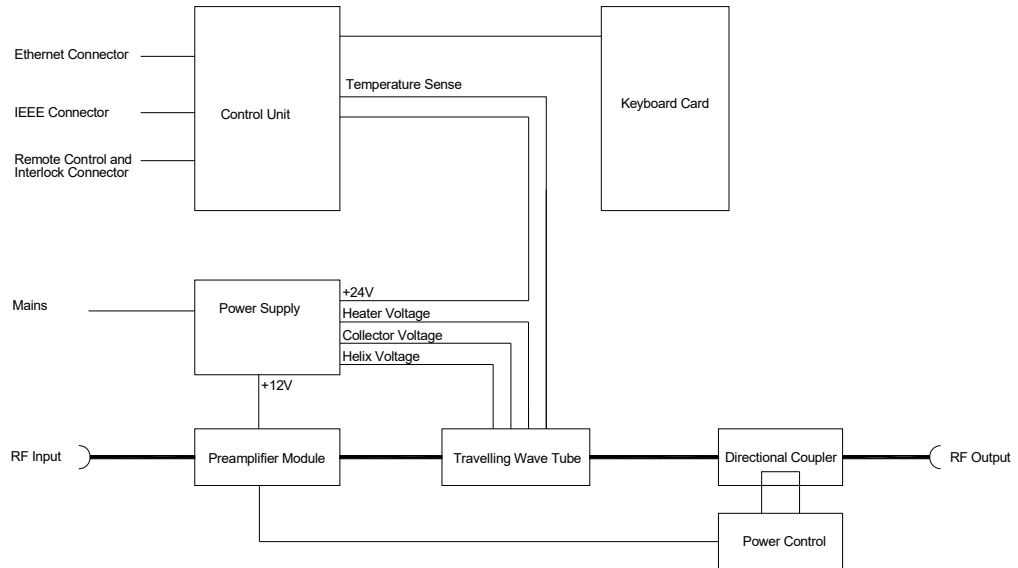 Ethernet Connector
IEEE Connector
Remote Control and
Interlock Connector
Control Unit
Temperature Sense
Keyboard Card
Mains
Power Supply
+24V
Heater Voltage
Collector Voltage
Helix Voltage
+12V
RF Input
Preamplifier Module
Travelling Wave Tube
Directional Coupler
RF Output
Power Control